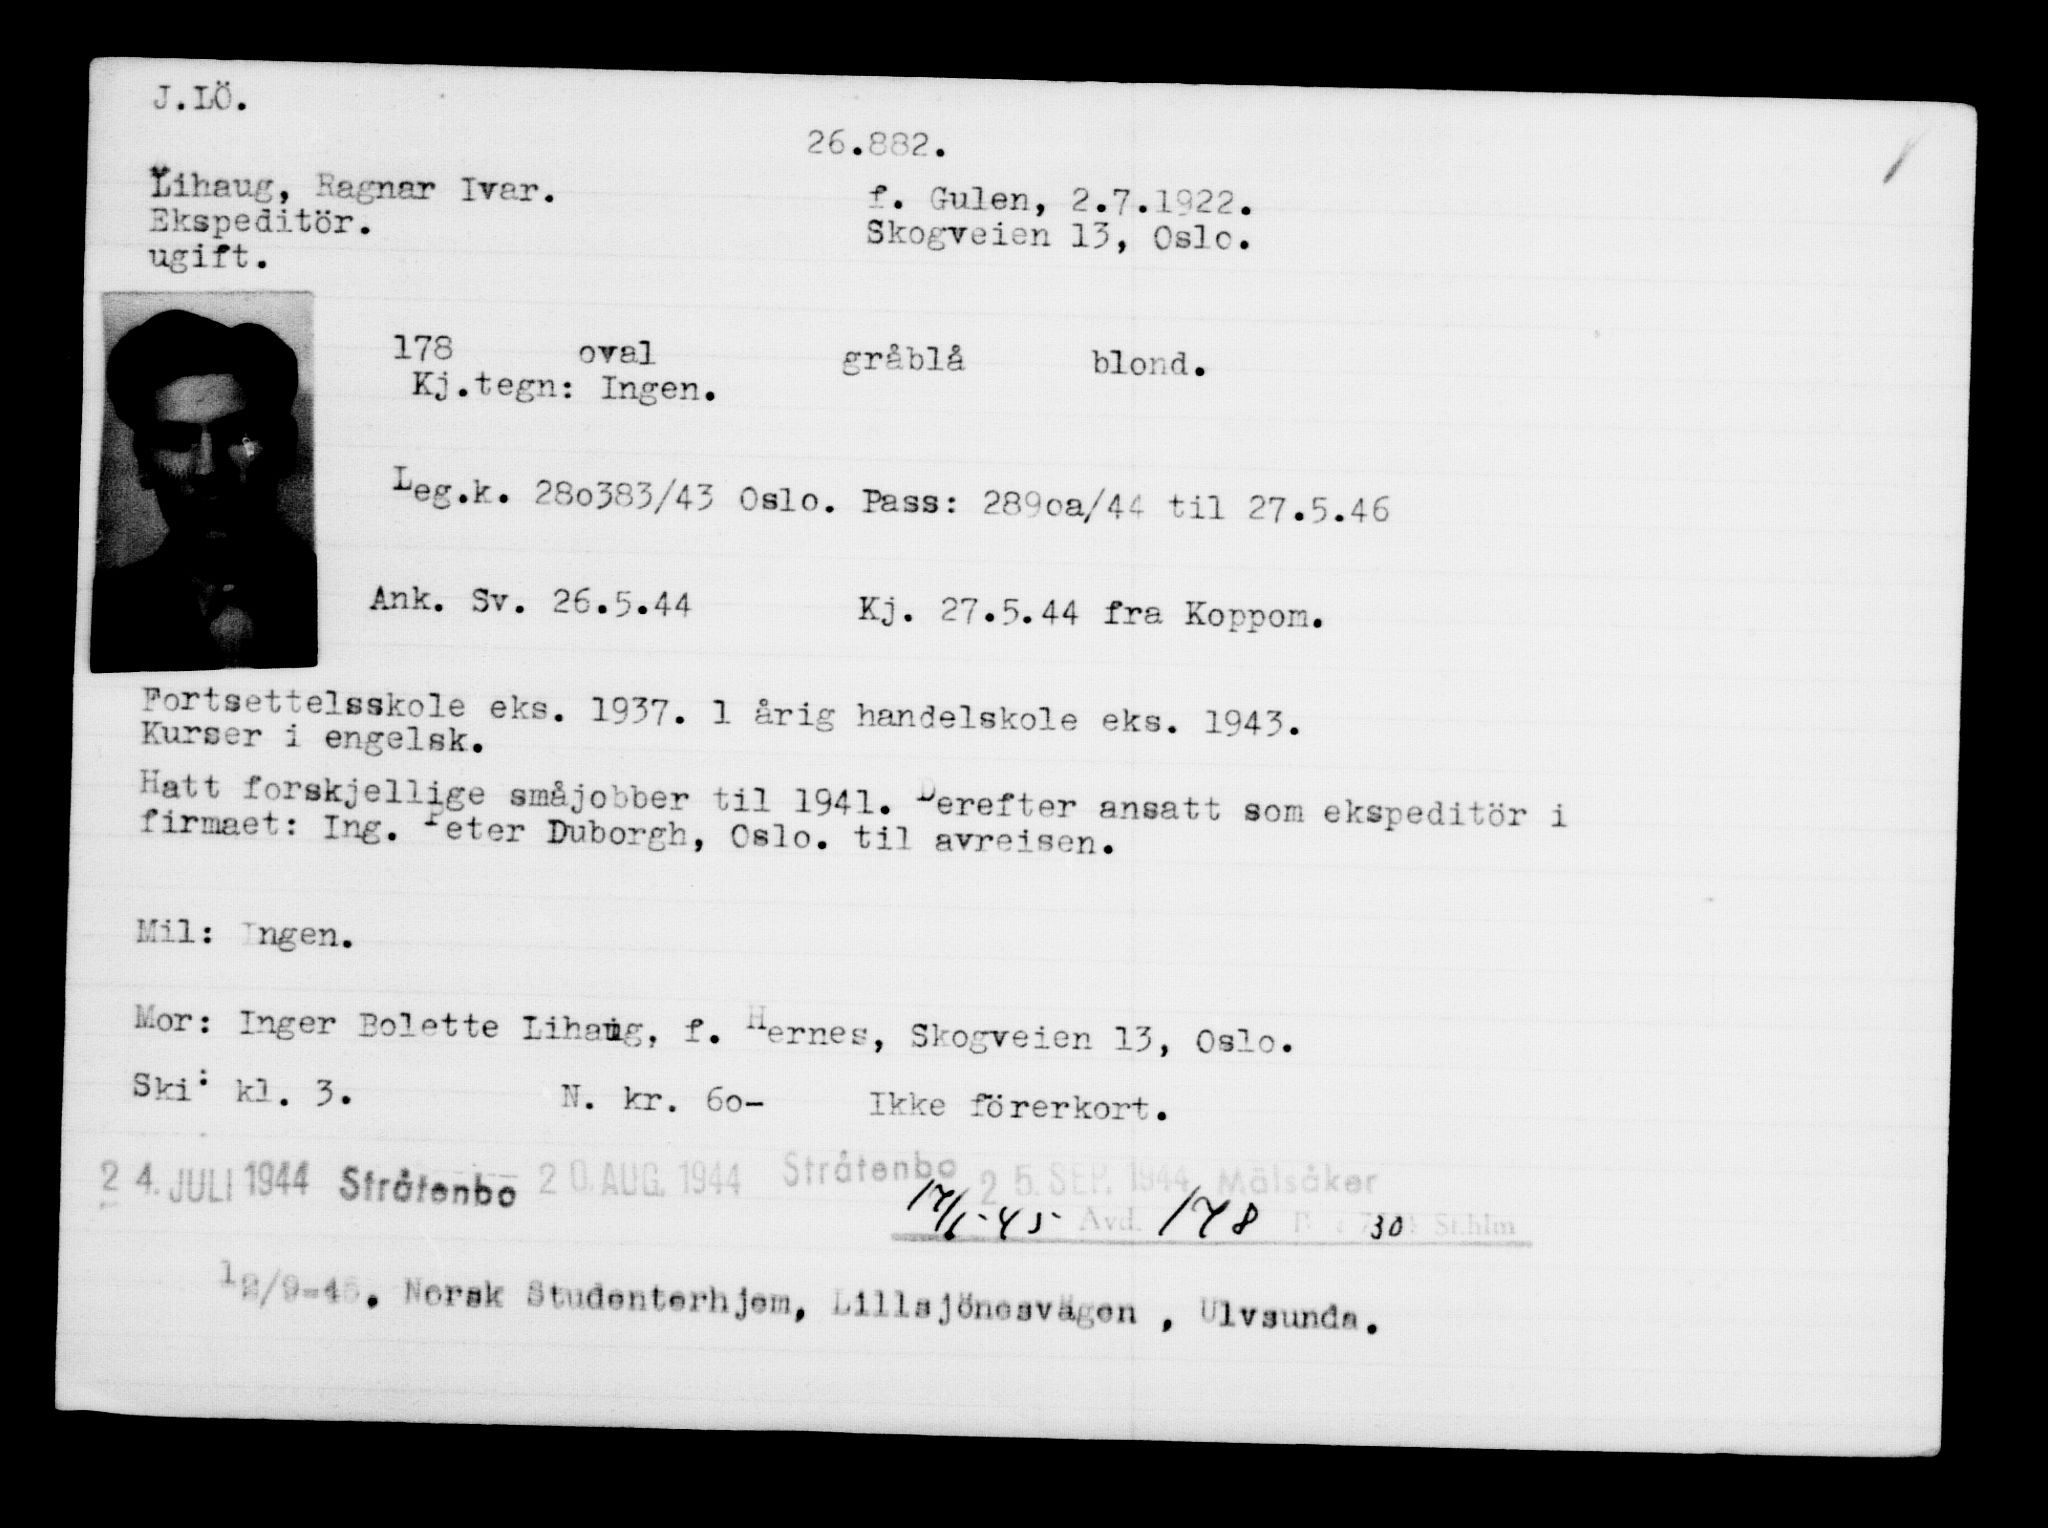 J.LÖ.
26.882.
Lihaug, Ragnar Ivar.
f. Gulen, 2.7.1922.
Ekspeditör.
Skogveien 13, Oslo.
ugift.
178 oval gråblå blond.
Kj.tegn: Ingen.
Leg.k. 28o383/43 Oslo. Pass: 289oa/44 til 27.5.46
Ank. Sv. 26.5.44 Kj. 27.5.44 fra Koppom.
Fortsettelsskole eks. 1937. 1 årig handelskole eks. 1943.
Kurser i engelsk.
Hatt forskjellige småjobber til 1941. Derefter ansatt som ekspeditör i
firmaet: Ing. Peter Duborgh, Oslo. til avreisen.
Mil: Ingen.
Mor: Inger Bolette Lihaug, f. Hernes, Skogveien 13, Oslo.
Ski: kl. 3. N. kr. 6o- Ikke förerkort.
24. JULI 1944 Stråtenbo 20. AUG. 1944 Stråtenbo 25. SEP. 1944 Mälsåker
Avd. 178 30 St.hlm
Norsk Studenterhjem, Lillsjönesvägen , Ulvsunda.